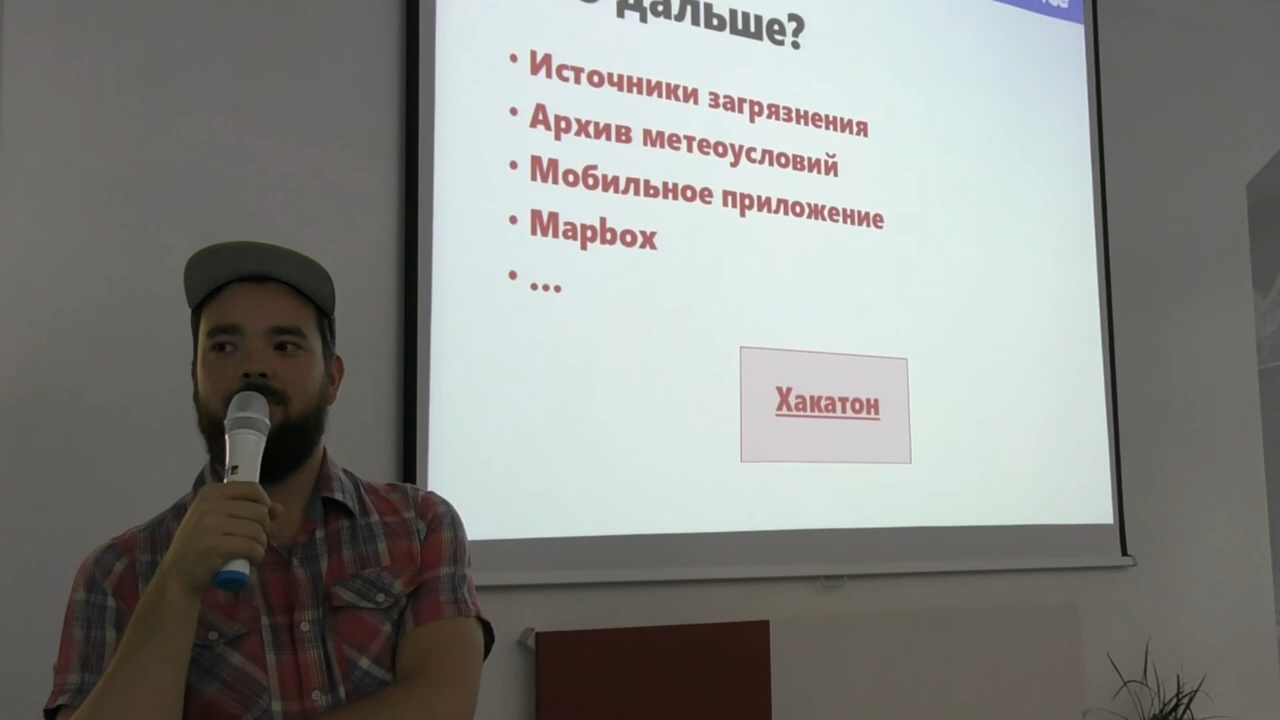 дальше?
• Источники загрязнения
• Архив метеоусловий
• Мобильное приложение
• Mapbox
• ...
Хакатон